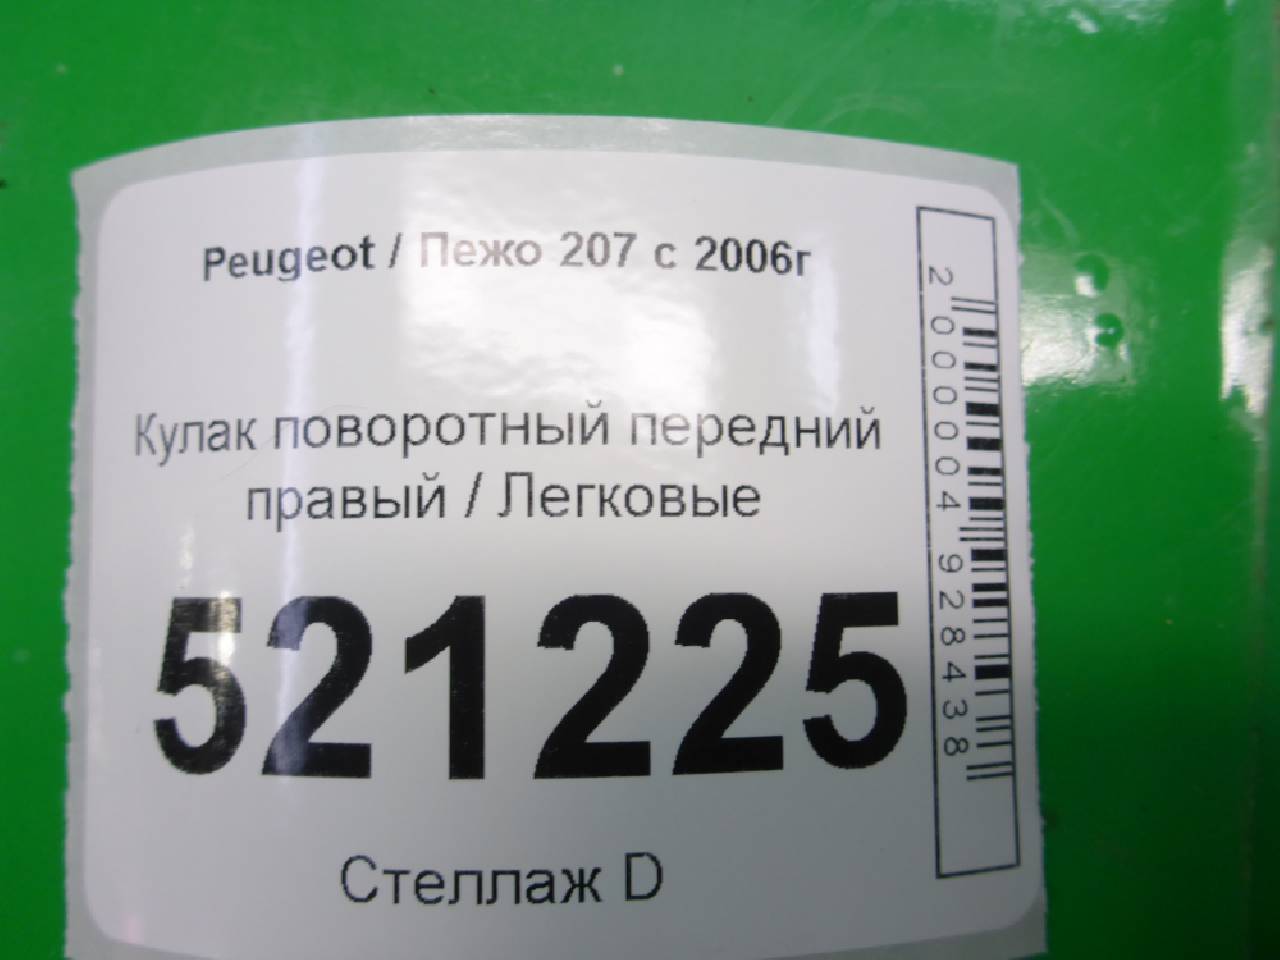 Peugeot / Пежо 207 с 2006г
Кулак поворотный передний
правый / Легковые
521225
Стеллаж D
2000004928438